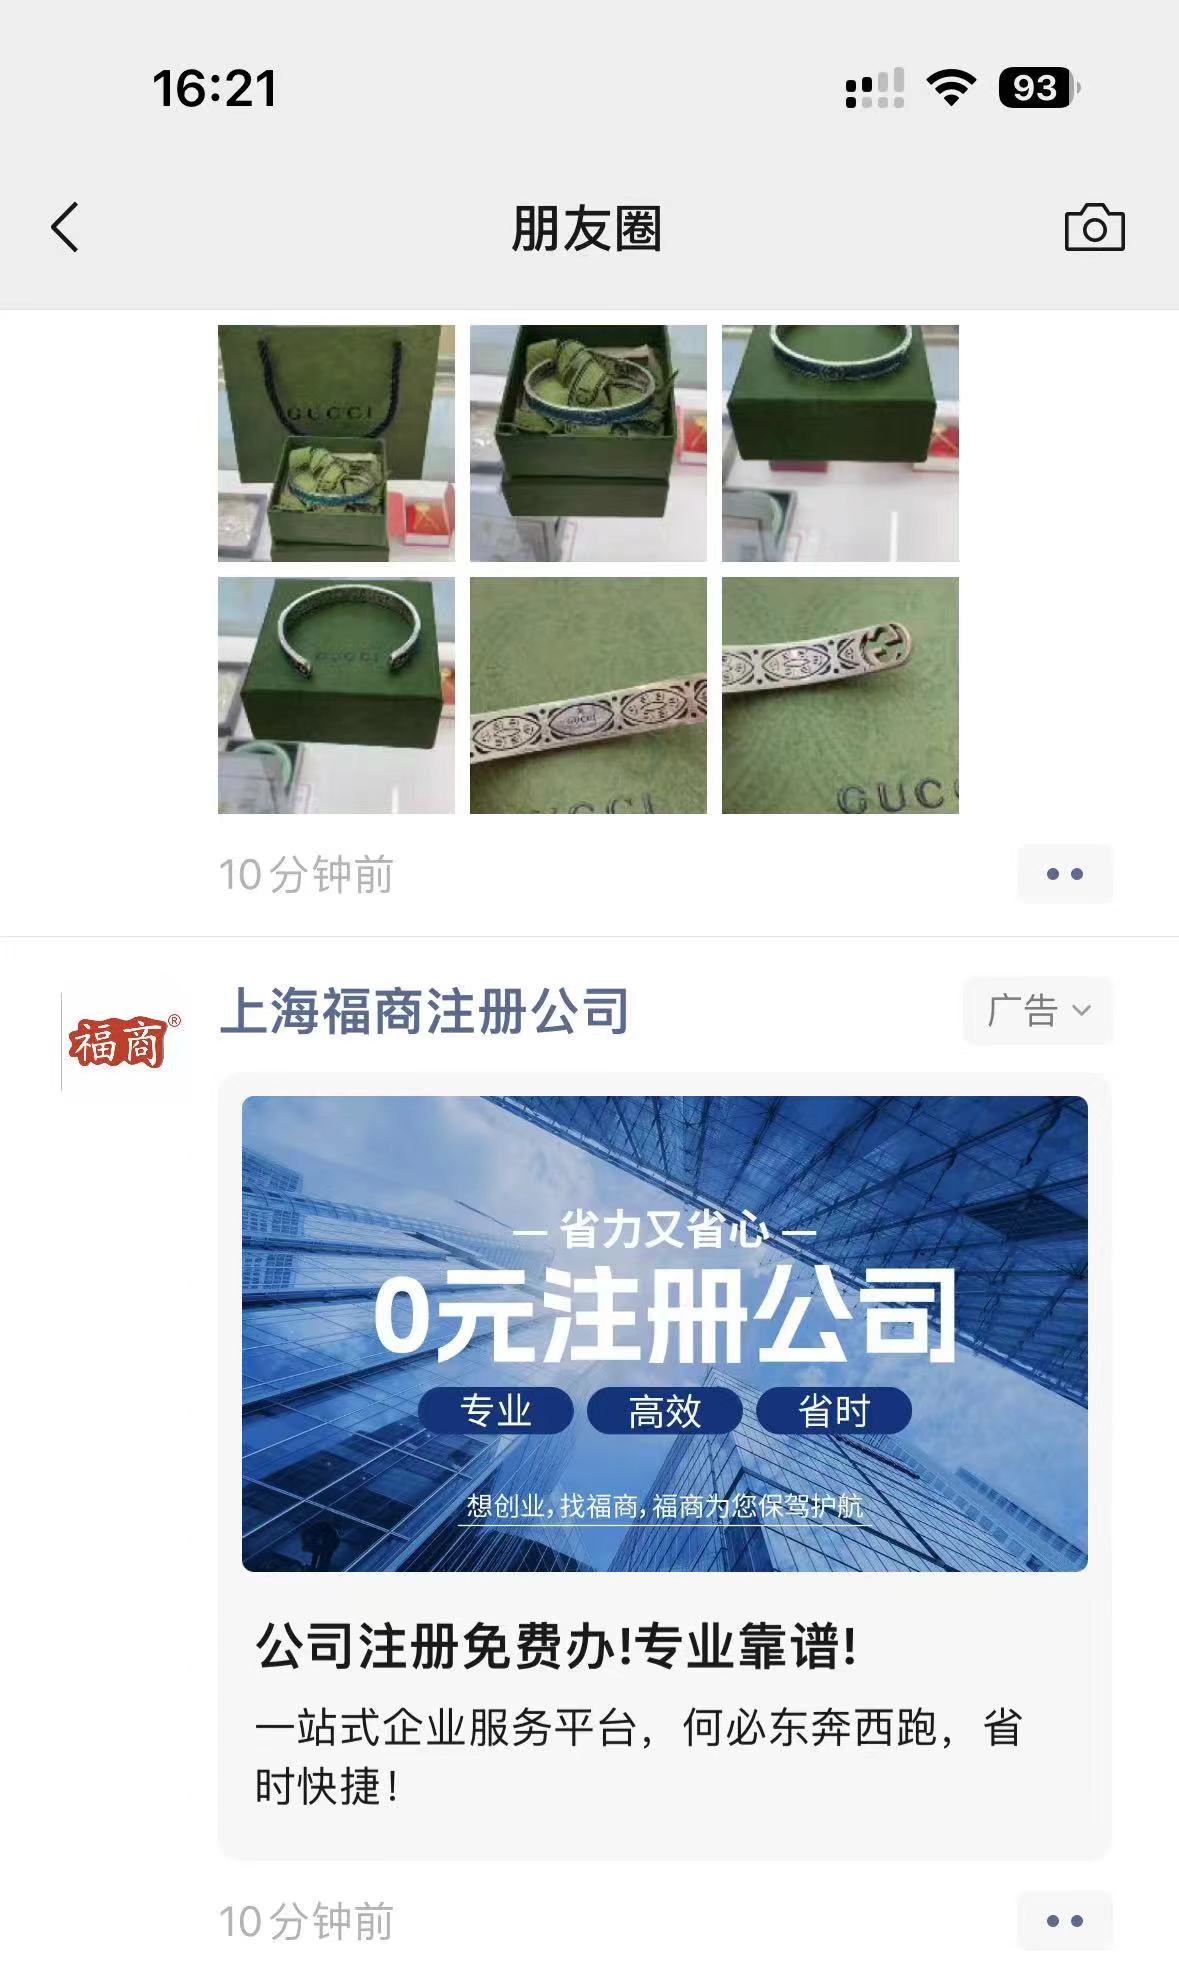 16:21
93
朋友圈
GUCCI
GUCCI
GUCCI
GUC
10分钟前
福商®
上海福商注册公司
广告
省力又省心
0元注册公司
专业
高效
省时
想创业,找福商,福商为您保驾护航
公司注册免费办!专业靠谱!
一站式企业服务平台，何必东奔西跑，省
时快捷！
10分钟前